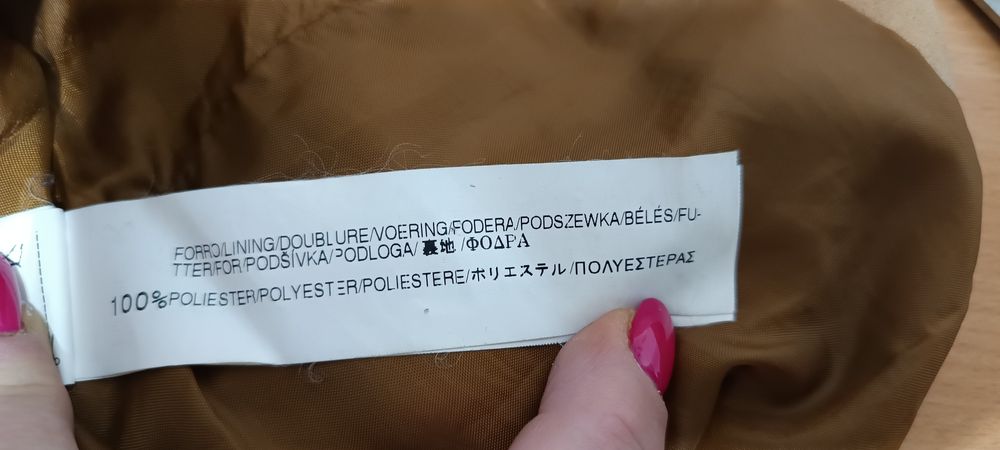 FORRO/LINING/DOUBLURE/VOERING/FODERA/PODSZEWKA/BÉLÉS/FU-
TTER/FOR/PODŠÍVKA/PODLOGA/ 裏地 /ΦΟΔΡΑ
100%POLIESTER/POLYESTER/POLIESTERE/ポリエステル/ΠΟΛΥΕΣΤΕΡΑΣ